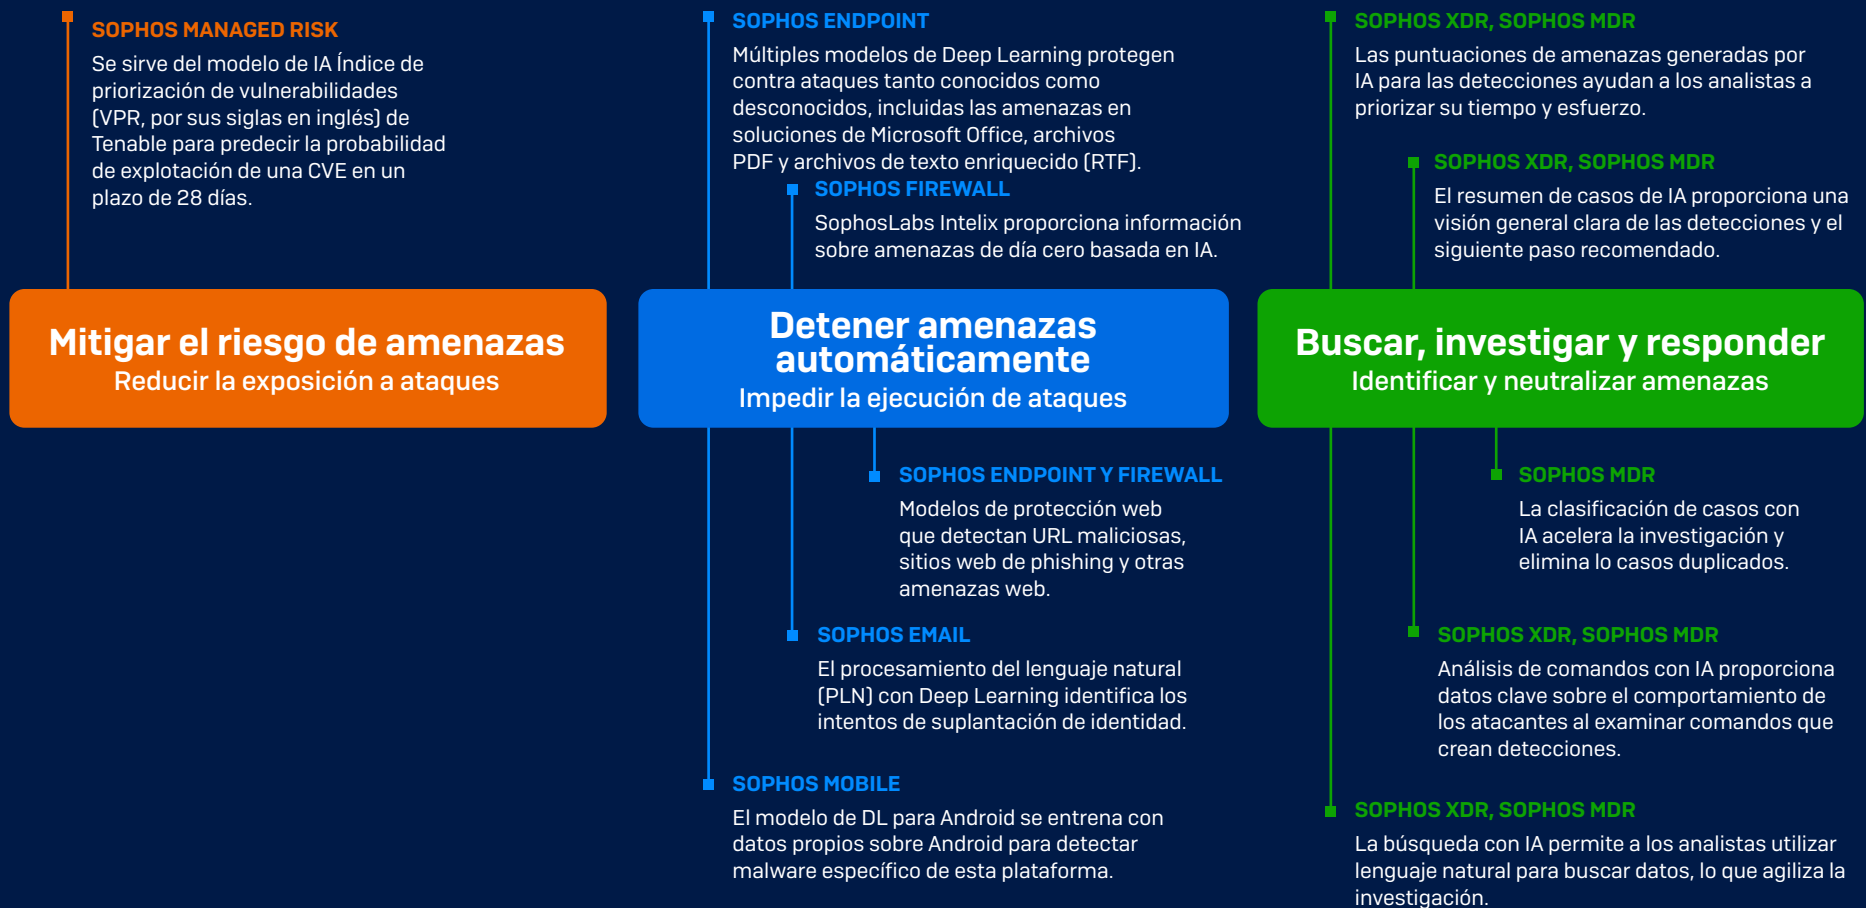 SOPHOS MANAGED RISK
Se sirve del modelo de IA Índice de
priorización de vulnerabilidades
(VPR, por sus siglas en inglés) de
Tenable para predecir la probabilidad
de explotación de una CVE en un
plazo de 28 días.
Mitigar el riesgo de amenazas
Reducir la exposición a ataques
SOPHOS ENDPOINT
Múltiples modelos de Deep Learning protegen
contra ataques tanto conocidos como
desconocidos, incluidas las amenazas en
soluciones de Microsoft Office, archivos
PDF y archivos de texto enriquecido (RTF).
SOPHOS FIREWALL
SophosLabs Intelix proporciona información
sobre amenazas de día cero basada en IA.
Detener amenazas
automáticamente
Impedir la ejecución de ataques
SOPHOS ENDPOINT Y FIREWALL
Modelos de protección web
que detectan URL maliciosas,
sitios web de phishing y otras
amenazas web.
SOPHOS EMAIL
El procesamiento del lenguaje natural
(PLN) con Deep Learning identifica los
intentos de suplantación de identidad.
SOPHOS MOBILE
El modelo de DL para Android se entrena con
datos propios sobre Android para detectar
malware específico de esta plataforma.
SOPHOS XDR, SOPHOS MDR
Las puntuaciones de amenazas generadas por
IA para las detecciones ayudan a los analistas a
priorizar su tiempo y esfuerzo.
SOPHOS XDR, SOPHOS MDR
El resumen de casos de IA proporciona una
visión general clara de las detecciones y el
siguiente paso recomendado.
Buscar, investigar y responder
Identificar y neutralizar amenazas
SOPHOS MDR
La clasificación de casos con
IA acelera la investigación y
elimina lo casos duplicados.
SOPHOS XDR, SOPHOS MDR
Análisis de comandos con IA proporciona
datos clave sobre el comportamiento de
los atacantes al examinar comandos que
crean detecciones.
SOPHOS XDR, SOPHOS MDR
La búsqueda con IA permite a los analistas utilizar
lenguaje natural para buscar datos, lo que agiliza la
investigación.